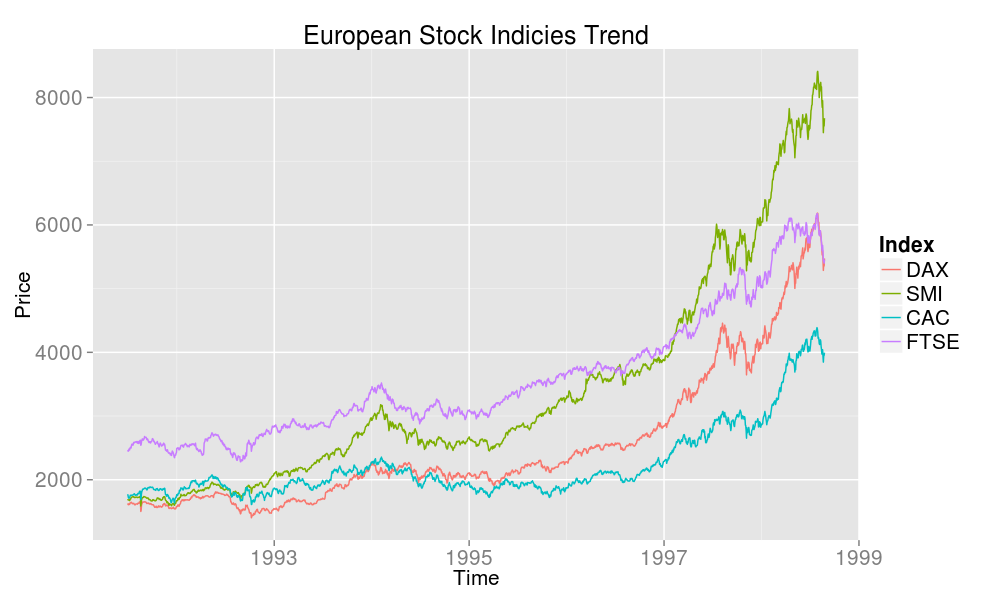 European Stock Indicies Trend
Price
8000
6000
4000
2000
1993
1995
1997
1999
Time
Index
DAX
SMI
CAC
FTSE